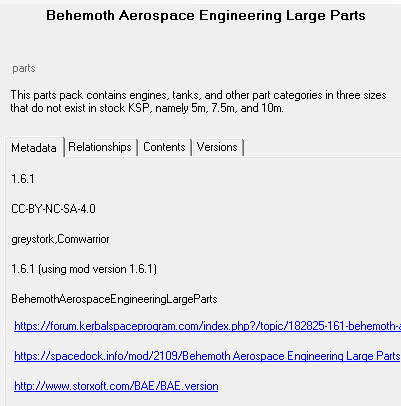 Behemoth Aerospace Engineering Large Parts
parts
This parts pack contains engines, tanks, and other part categories in three sizes
that do not exist in stock KSP, namely 5m, 7.5m, and 10m.
Metadata Relationships Contents Versions
1.6.1
CC-BY-NC-SA-4.0
greystork,Comwarrior
1.6.1 (using mod version 1.6.1)
BehemothAerospaceEngineeringLargeParts
https://forum.kerbalspaceprogram.com/index.php?/topic/182825-161-behemoth-a
https://spacedock.info/mod/2109/Behemoth Aerospace Engineering Large Parts
http://www.storxoft.com/BAE/BAE.version